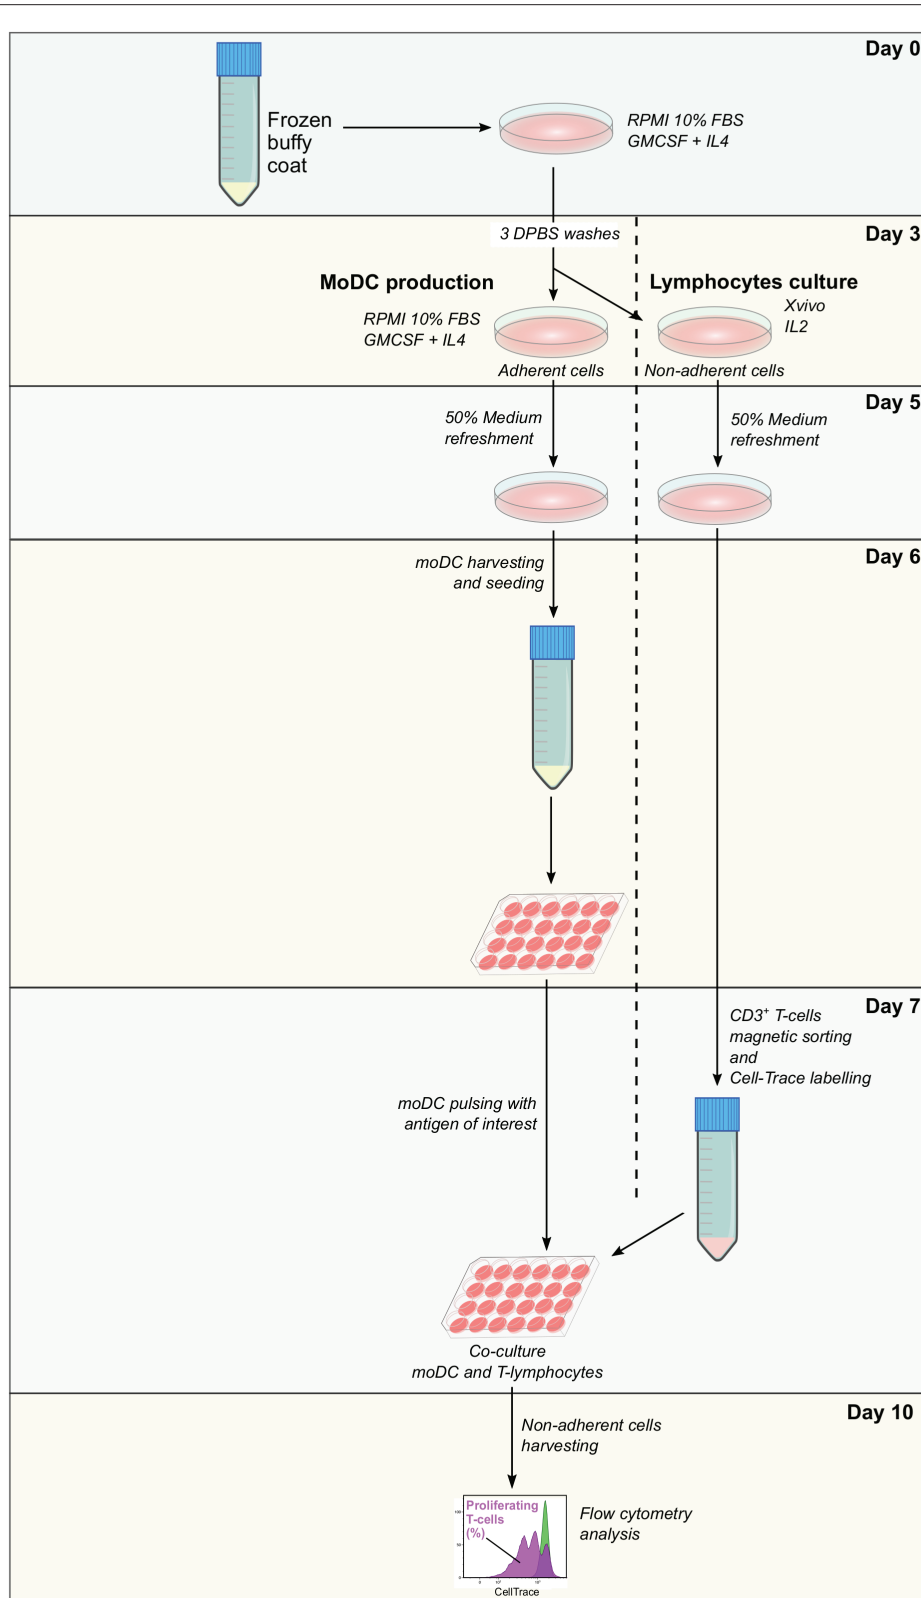 Day 0
Frozen
buffy
coat
RPMI 10% FBS
GMCSF + IL4
Day 3
3 DPBS washes
MoDC production
Lymphocytes culture
RPMI 10% FBS
GMCSF + IL4
Xvivo
IL2
Adherent cells
Non-adherent cells
Day 5
50% Medium
refreshment
50% Medium
refreshment
Day 6
moDC harvesting
and seeding
Day 7
CD3⁺ T-cells
magnetic sorting
and
Cell-Trace labelling
moDC pulsing with
antigen of interest
Co-culture
moDC and T-lymphocytes
Day 10
Non-adherent cells
harvesting
Proliferating
T-cells
(%)
Flow cytometry
analysis
CellTrace